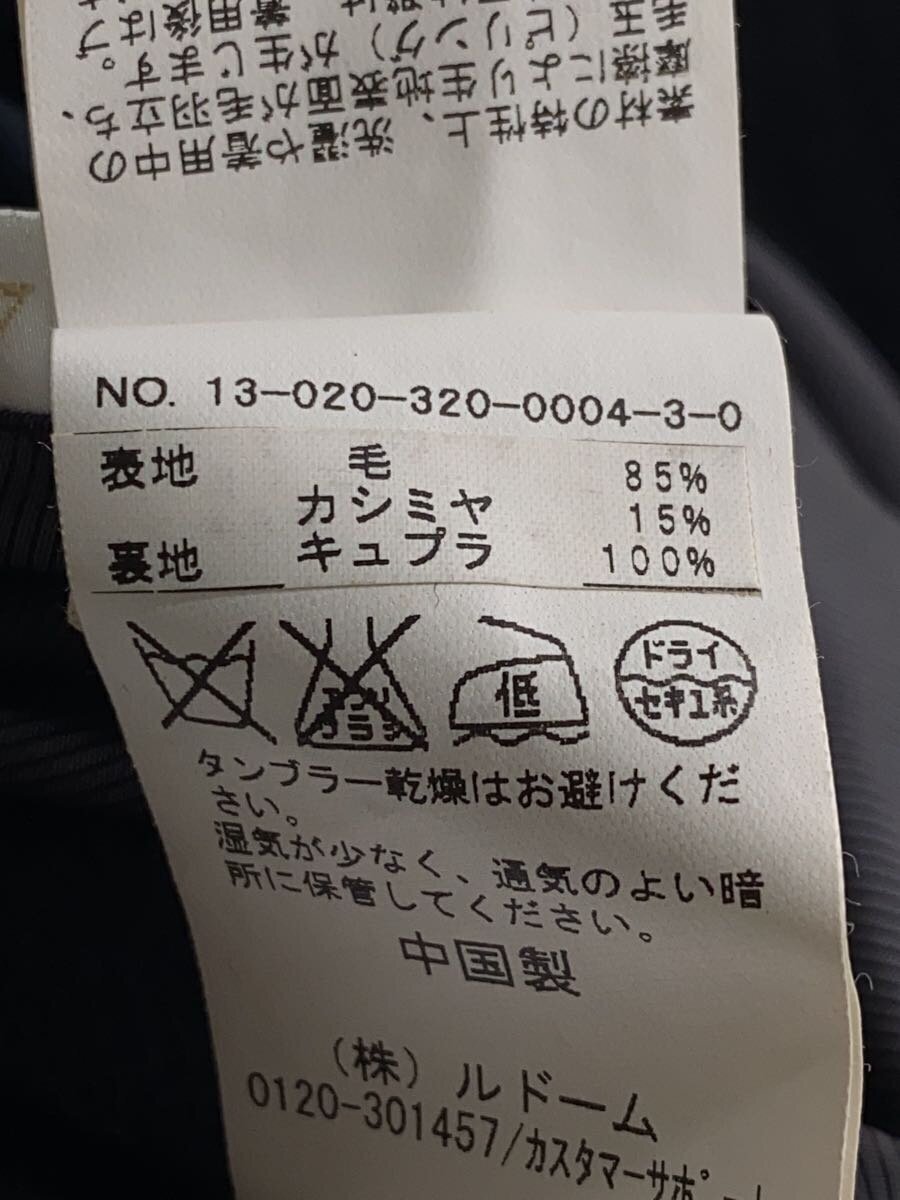 素材の特性上、洗濯や着用中の
摩擦により生地表面が毛羽立ち、
毛玉（ピリング）が生じます。
NO. 13-020-320-0004-3-0
表地 毛 85%
カシミヤ 15%
裏地 キュプラ 100%
エンソ
サラシ
低
ドライ
セキユ系
タンブラー乾燥はお避けくだ
さい。
湿気が少なく、通気のよい暗
所に保管してください。
中国製
（株）ルドーム
0120-301457/カスタマーサポート